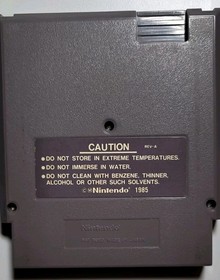 CAUTION
REV-A
● DO NOT STORE IN EXTREME TEMPERATURES.
● DO NOT IMMERSE IN WATER.
● DO NOT CLEAN WITH BENZENE, THINNER,
ALCOHOL OR OTHER SUCH SOLVENTS.
©™Nintendo® 1985